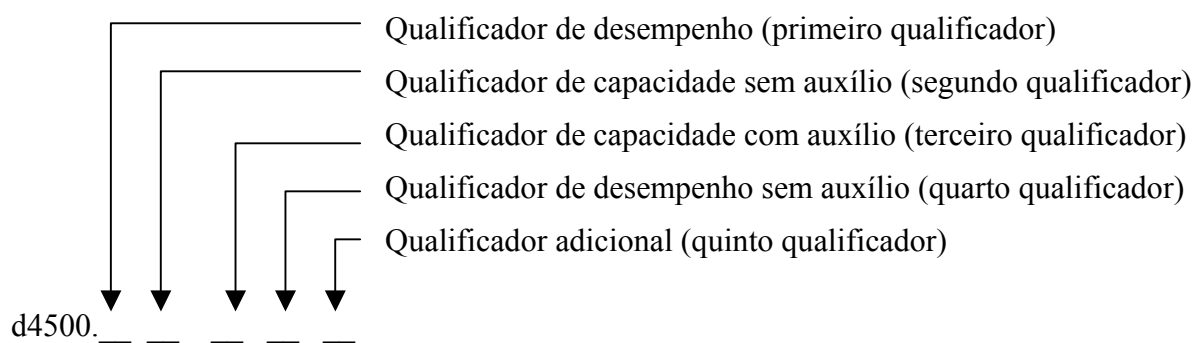 Qualificador de desempenho (primeiro qualificador)
Qualificador de capacidade sem auxílio (segundo qualificador)
Qualificador de capacidade com auxílio (terceiro qualificador)
Qualificador de desempenho sem auxílio (quarto qualificador)
Qualificador adicional (quinto qualificador)
d4500.__ __ __ __ __